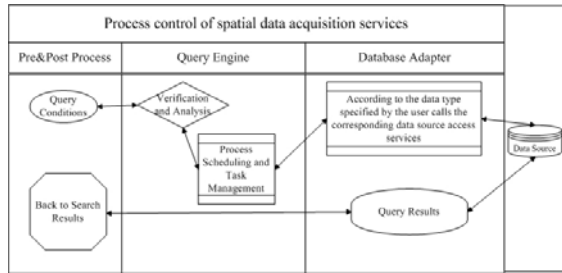 Process control of spatial data acquisition services
Pre&Post Process
Query Engine
Database Adapter
Query
Conditions
Verification
and Analysis
Process
Scheduling and
Task
Management
According to the data type
specified by the user calls the
corresponding data source access
services
Data Source
Back to Search
Results
Query Results